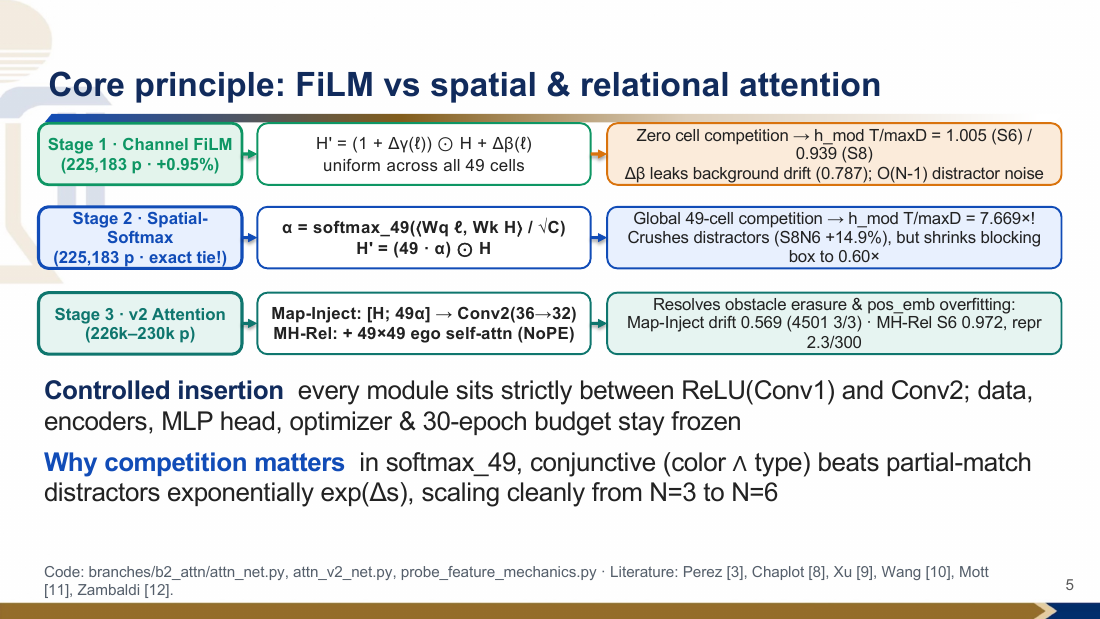 Core principle: FiLM vs spatial & relational attention
Stage 1 · Channel FiLM
(225,183 p · +0.95%)
H' = (1 + Δγ(ℓ)) ⊙ H + Δβ(ℓ)
uniform across all 49 cells
Zero cell competition → h_mod T/maxD = 1.005 (S6) /
0.939 (S8)
Δβ leaks background drift (0.787); O(N-1) distractor noise
Stage 2 · Spatial-
Softmax
(225,183 p · exact tie!)
α = softmax_49(⟨Wq ℓ, Wk H⟩ / √C)
H' = (49 · α) ⊙ H
Global 49-cell competition → h_mod T/maxD = 7.669×!
Crushes distractors (S8N6 +14.9%), but shrinks blocking
box to 0.60×
Stage 3 · v2 Attention
(226k–230k p)
Map-Inject: [H; 49α] → Conv2(36→32)
MH-Rel: + 49×49 ego self-attn (NoPE)
Resolves obstacle erasure & pos_emb overfitting:
Map-Inject drift 0.569 (4501 3/3) · MH-Rel S6 0.972, repr
2.3/300
Controlled insertion every module sits strictly between ReLU(Conv1) and Conv2; data,
encoders, MLP head, optimizer & 30-epoch budget stay frozen
Why competition matters in softmax_49, conjunctive (color ∧ type) beats partial-match
distractors exponentially exp(Δs), scaling cleanly from N=3 to N=6
Code: branches/b2_attn/attn_net.py, attn_v2_net.py, probe_feature_mechanics.py · Literature: Perez [3], Chaplot [8], Xu [9], Wang [10], Mott
[11], Zambaldi [12].
5